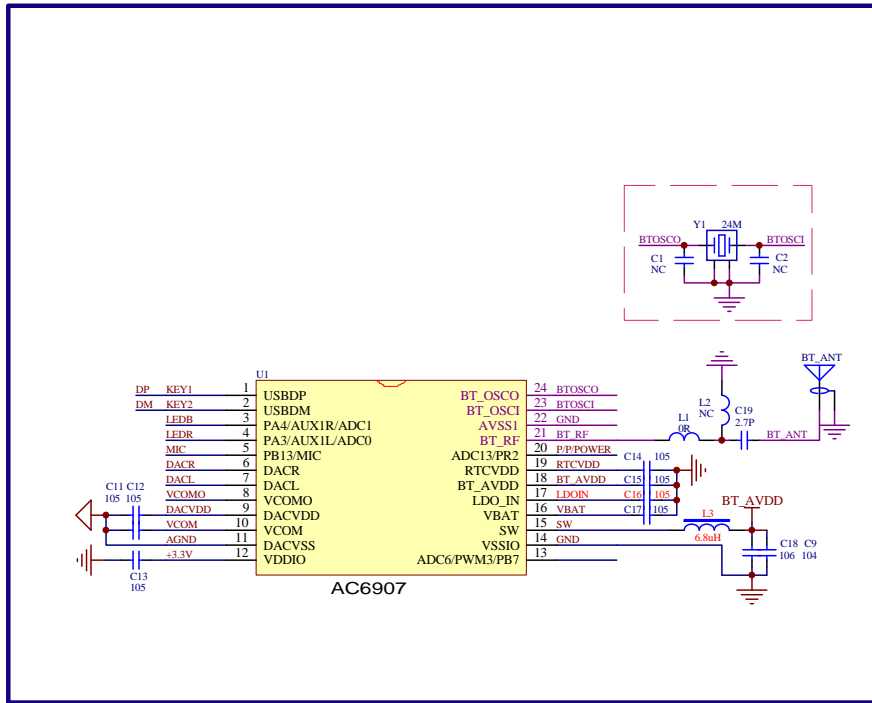 Y1 24M
BTOSCO BTOSCI
C1 C2
NC NC
BT_ANT
U1
L2
NC
L1
0R
C19
2.7P
BT_ANT
DP KEY1 1 USBDP BT_OSCO 24 BTOSCO
DM KEY2 2 USBDM BT_OSCI 23 BTOSCI
LEDB 3 PA4/AUX1R/ADC1 AVSS1 22 GND
LEDR 4 PA3/AUX1L/ADC0 BT_RF 21 BT_RF
MIC 5 PB13/MIC ADC13/PR2 20 P/P/POWER
DACR 6 DACR RTCVDD 19 RTCVDD C14 105
DACL 7 DACL BT_AVDD 18 BT_AVDD C15 105
VCOMO 8 VCOMO LDO_IN 17 LDOIN C16 105
DACVDD 9 DACVDD VBAT 16 VBAT C17 105
VCOM 10 VCOM SW 15 SW
AGND 11 DACVSS VSSIO 14 GND
+3.3V 12 VDDIO ADC6/PWM3/PB7 13
C11 C12
105 105
C13
105
BT_AVDD
L3
6.8uH
C18 C9
106 104
AC6907